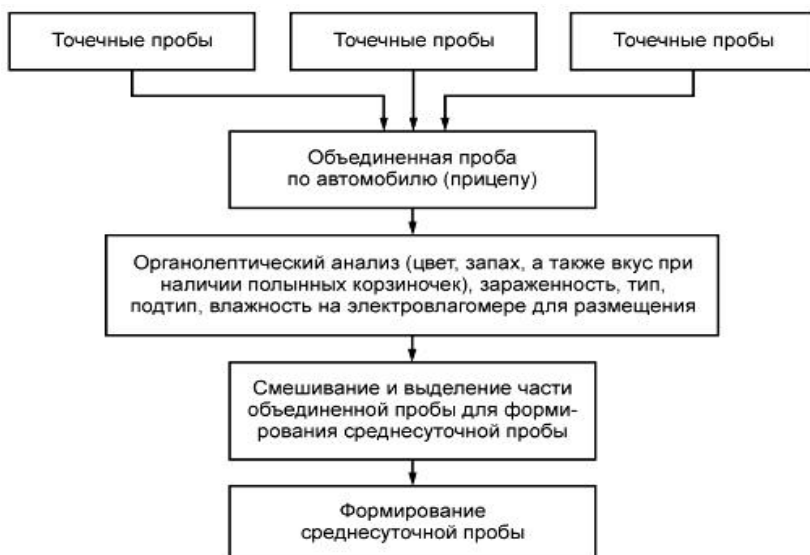 Точечные пробы
Точечные пробы
Точечные пробы
Объединенная проба
по автомобилю (прицепу)
Органолептический анализ (цвет, запах, а также вкус при
наличии полынных корзиночек), зараженность, тип,
подтип, влажность на электровлагомере для размещения
Смешивание и выделение части
объединенной пробы для форми-
рования среднесуточной пробы
Формирование
среднесуточной пробы